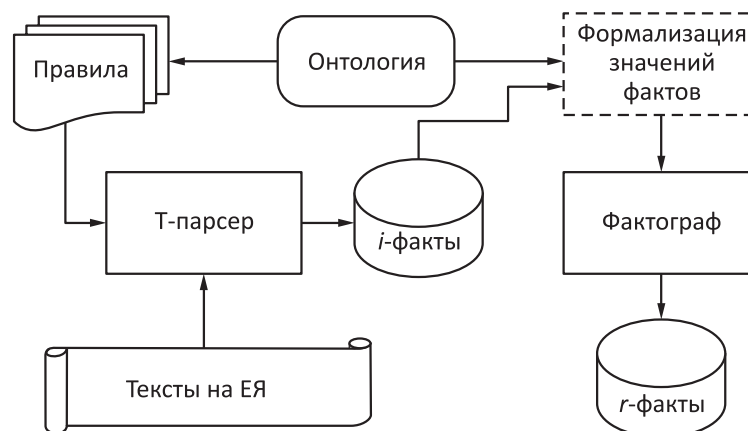 Правила
Онтология
Формализация
значений
фактов
Т-парсер
i-факты
Фактограф
Тексты на ЕЯ
r-факты